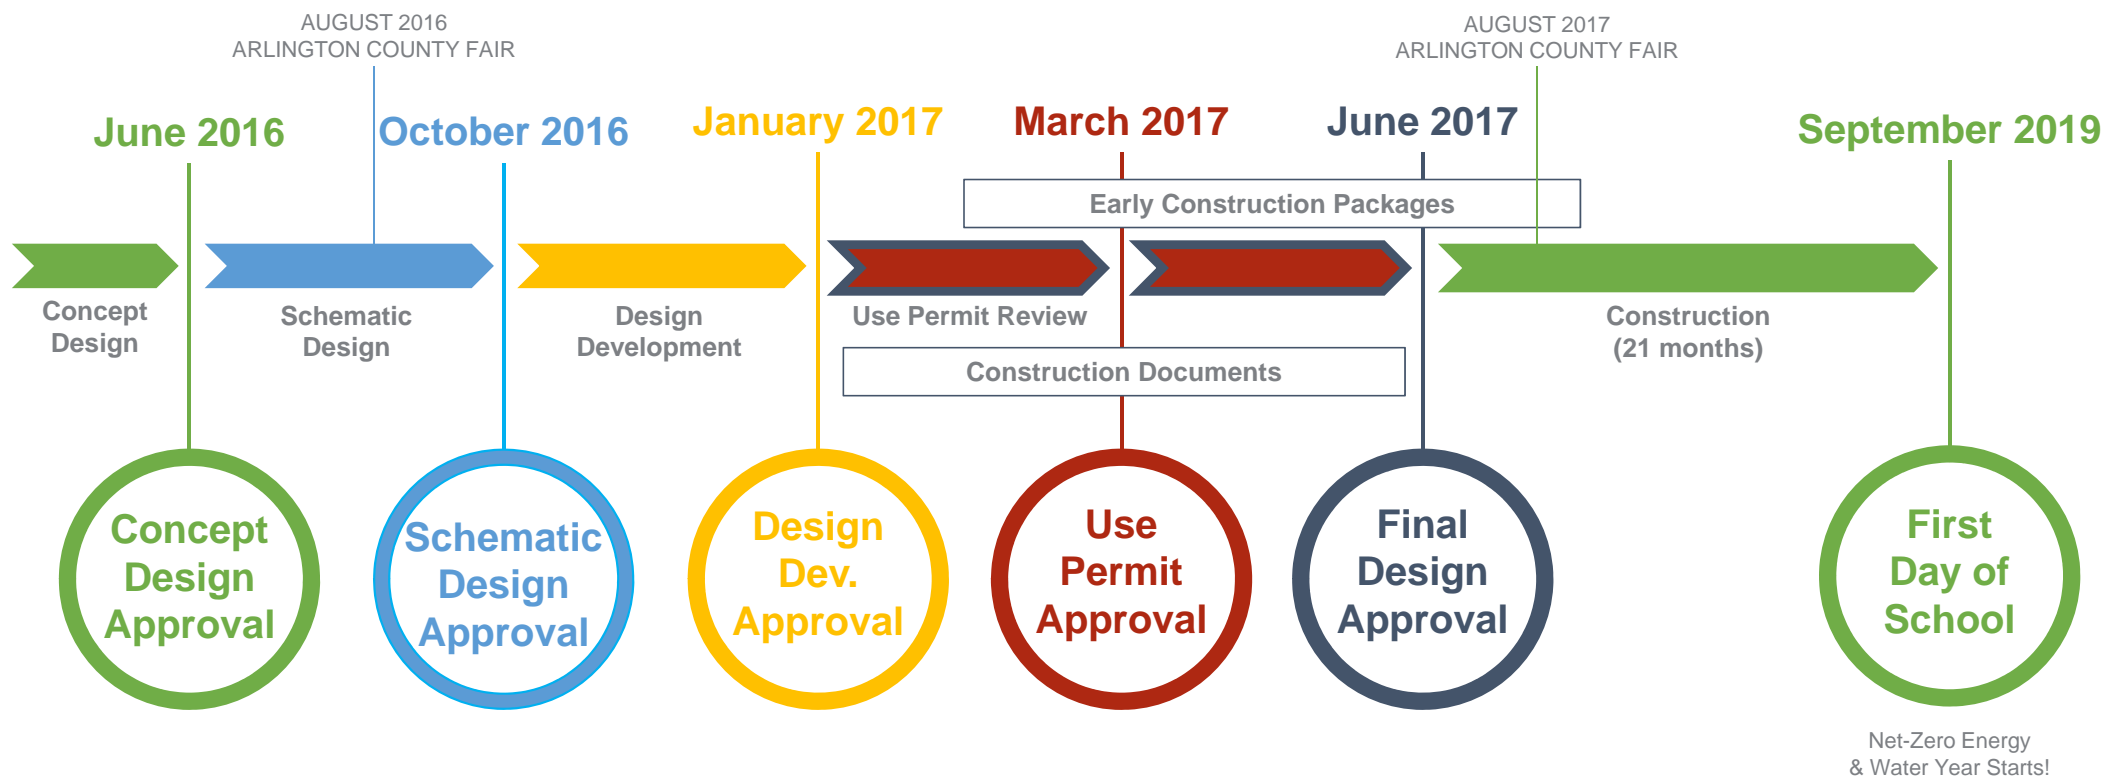 AUGUST 2016
ARLINGTON COUNTY FAIR
AUGUST 2017
ARLINGTON COUNTY FAIR
June 2016
October 2016
January 2017
March 2017
June 2017
September 2019
Early Construction Packages
Concept
Design
Schematic
Design
Design
Development
Use Permit Review
Construction
(21 months)
Construction Documents
Concept
Design
Approval
Schematic
Design
Approval
Design
Dev.
Approval
Use
Permit
Approval
Final
Design
Approval
First
Day of
School
Net-Zero Energy
& Water Year Starts!